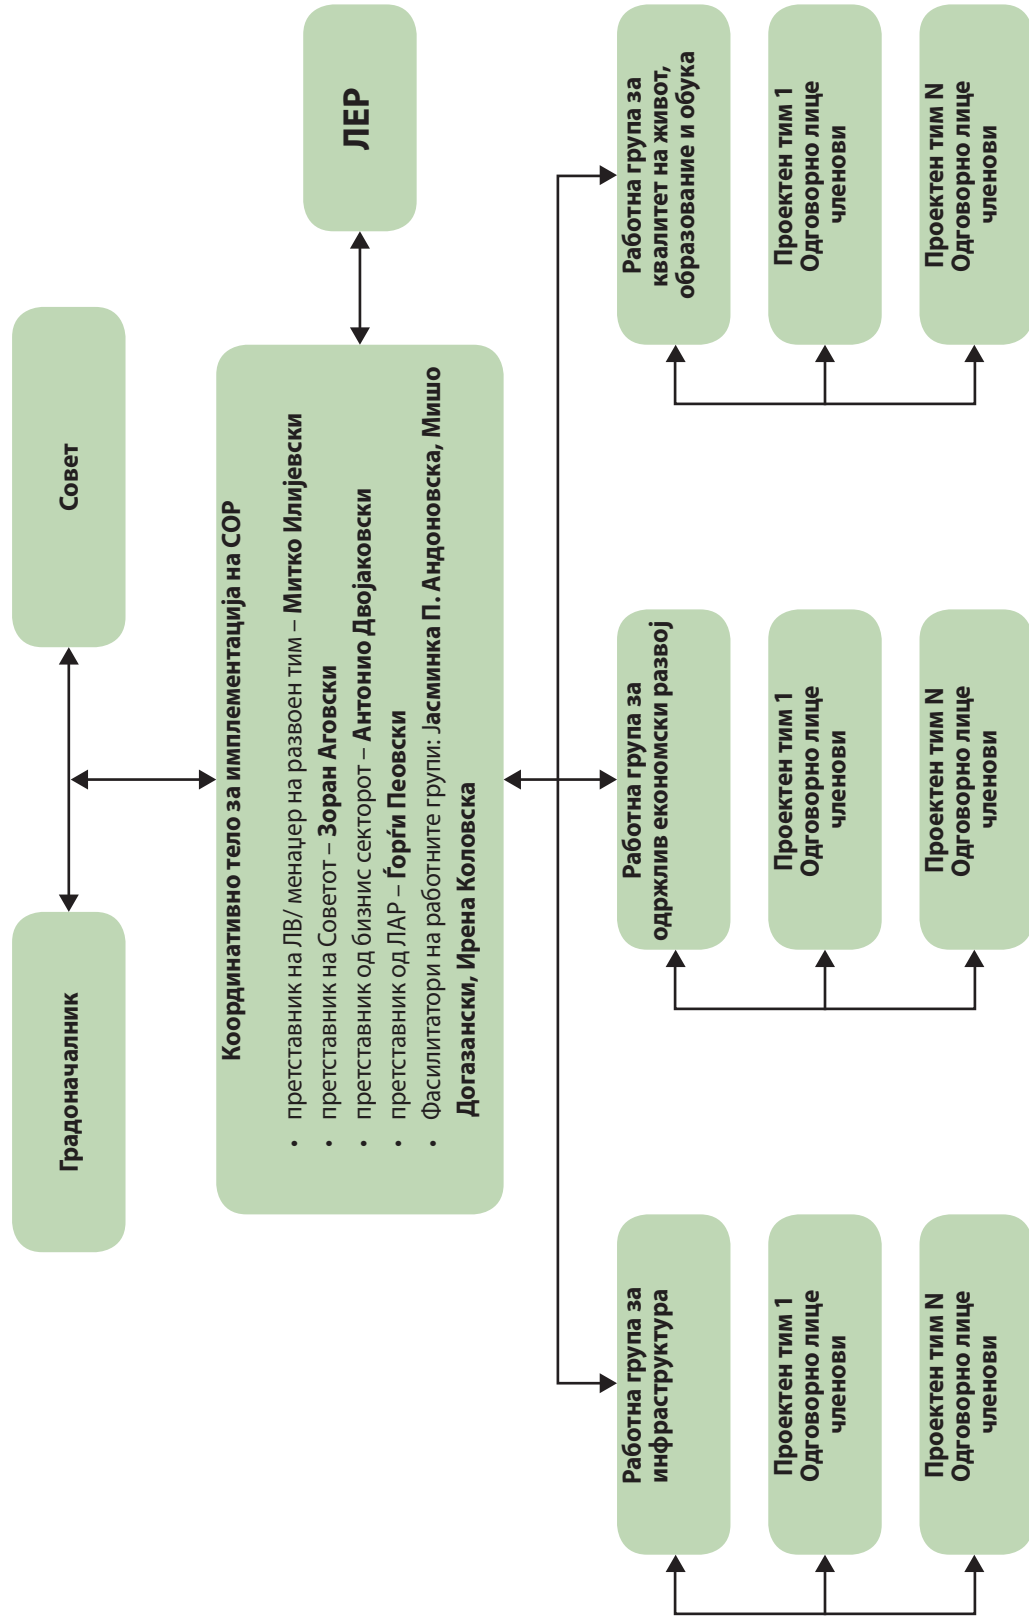 Градоначалник
Совет
Координативно тело за имплементација на СОР
• претставник на ЛВ/ менаџер на развоен тим – Митко Илијевски
• претставник на Советот – Зоран Аговски
• претставник од бизнис секторот – Антонио Двојаковски
• претставник од ЛАР – Ѓорѓи Пеовски
• Фасилитатори на работните групи: Јасминка П. Андоновска, Мишо
Догазански, Ирена Коловска
ЛЕР
Работна група за
инфраструктура
Проектен тим 1
Одговорно лице
членови
Проектен тим N
Одговорно лице
членови
Работна група за
одржлив економски развој
Проектен тим 1
Одговорно лице
членови
Проектен тим N
Одговорно лице
членови
Работна група за
квалитет на живот,
образование и обука
Проектен тим 1
Одговорно лице
членови
Проектен тим N
Одговорно лице
членови